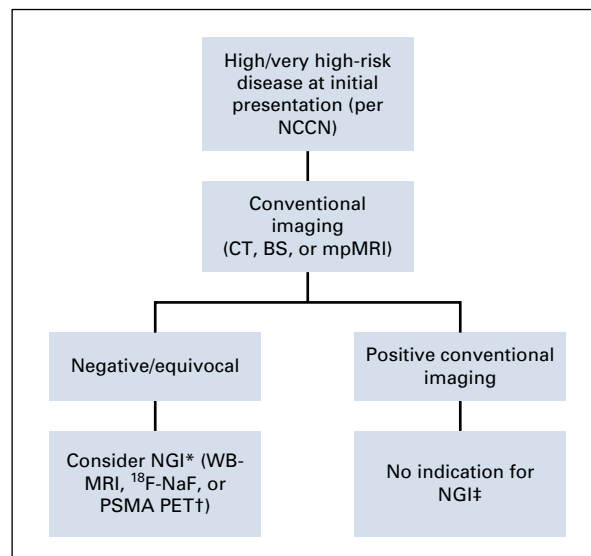 High/very high-risk
disease at initial
presentation (per
NCCN)
Conventional
imaging
(CT, BS, or mpMRI)
Negative/equivocal
Positive conventional
imaging
Consider NGI* (WB-
MRI, ¹⁸F-NaF, or
PSMA PET†)
No indication for
NGI‡